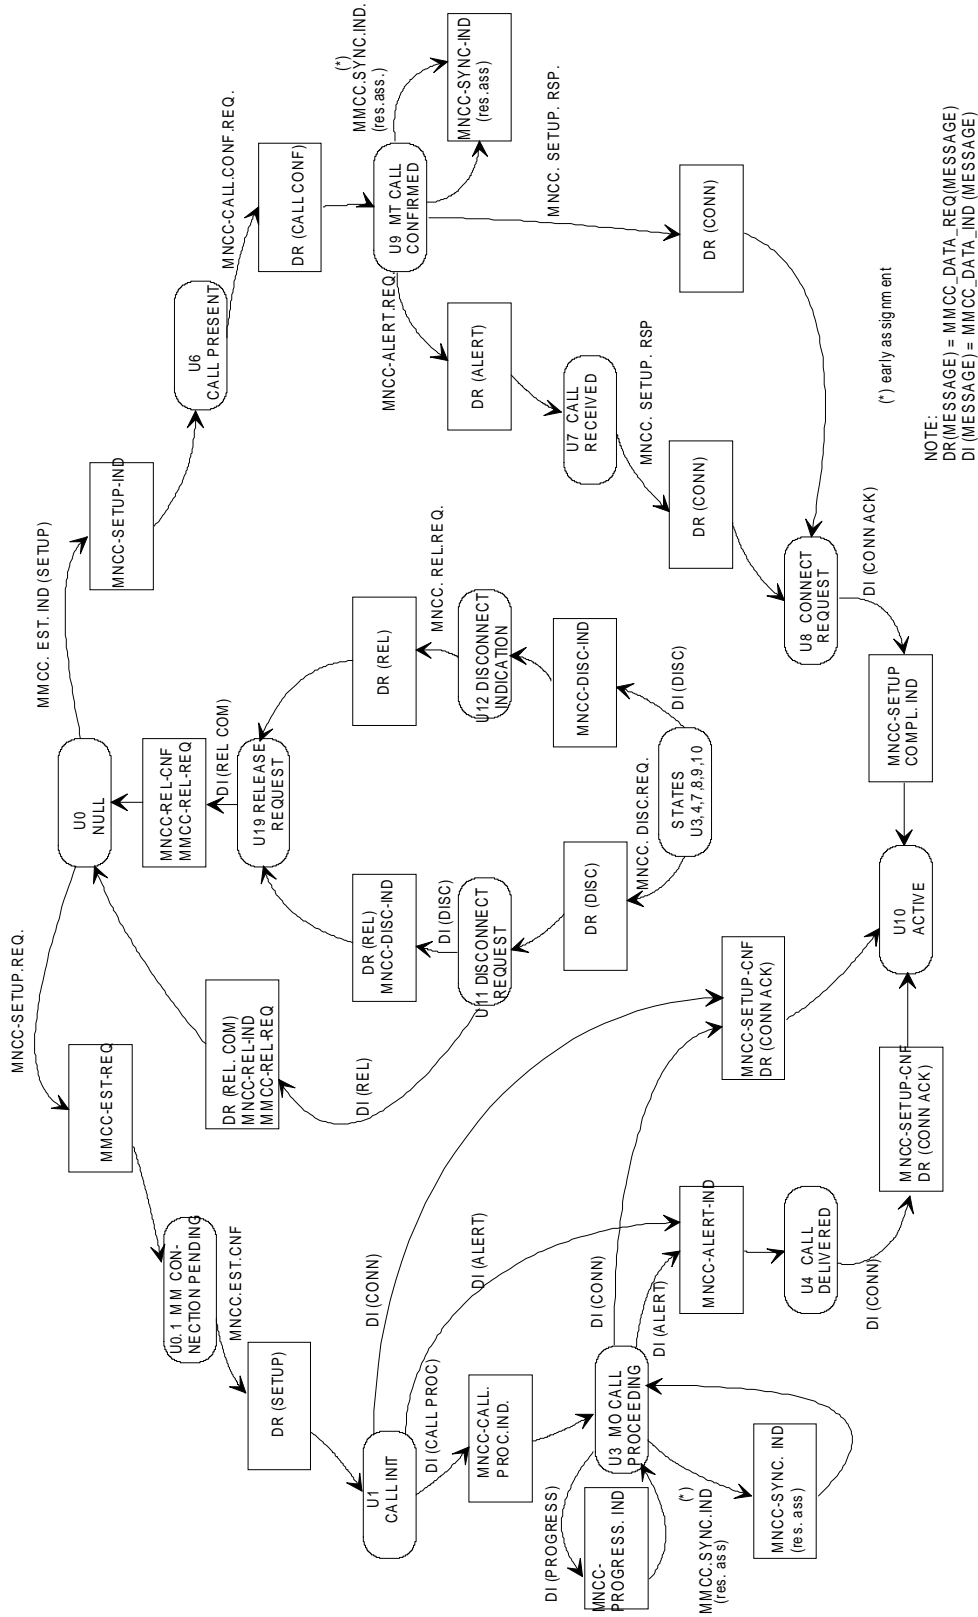 MNCC-SETUP.REQ.
MMCC. EST. IND (SETUP)
U0
NULL
MMCC-EST-REQ
MNCC-SETUP-IND
U0.1 MM CON-
NECTION PENDING
MNCC.EST.CNF
DR (SETUP)
U1
CALL INIT
DI (CALL PROC)
DI (ALERT)
DI (CONN)
MNCC-CALL.
PROC.IND.
U3 MO CALL
PROCEEDING
DI (PROGRESS)
MNCC-
PROGRESS. IND
(*)
MMCC.SYNC.IND
(res. ass)
MNCC-SYNC. IND
(res. ass)
DI (ALERT)
DI (CONN)
MNCC-ALERT-IND
U4 CALL
DELIVERED
DI (CONN)
MNCC-SETUP-CNF
DR (CONN ACK)
MNCC-SETUP-CNF
DR (CONN ACK)
U10
ACTIVE
DR (REL. COM)
MNCC-REL-IND
MMCC-REL-REQ
DI (REL)
MNCC-REL-CNF
MMCC-REL-REQ
DI (REL COM)
U19 RELEASE
REQUEST
DR (REL)
MNCC-DISC-IND
DI (DISC)
U11 DISCONNECT
REQUEST
DR (DISC)
MNCC. DISC.REQ.
STATES
U3,4,7,8,9,10
DI (DISC)
MNCC-DISC-IND
U12 DISCONNECT
INDICATION
MNCC. REL.REQ.
DR (REL)
U6
CALL PRESENT
MNCC-CALL.CONF.REQ.
DR (CALL CONF)
U9 MT CALL
CONFIRMED
(*)
MMCC.SYNC.IND.
(res.ass.)
MNCC-SYNC-IND
(res.ass)
MNCC-ALERT.REQ.
DR (ALERT)
U7 CALL
RECEIVED
MNCC. SETUP. RSP
DR (CONN)
MNCC. SETUP. RSP.
DR (CONN)
U8 CONNECT
REQUEST
DI (CONN ACK)
MNCC-SETUP
COMPL. IND
(*) early assignment
NOTE:
DR(MESSAGE) = MMCC_DATA_REQ(MESSAGE)
DI (MESSAGE) = MMCC_DATA_IND (MESSAGE)